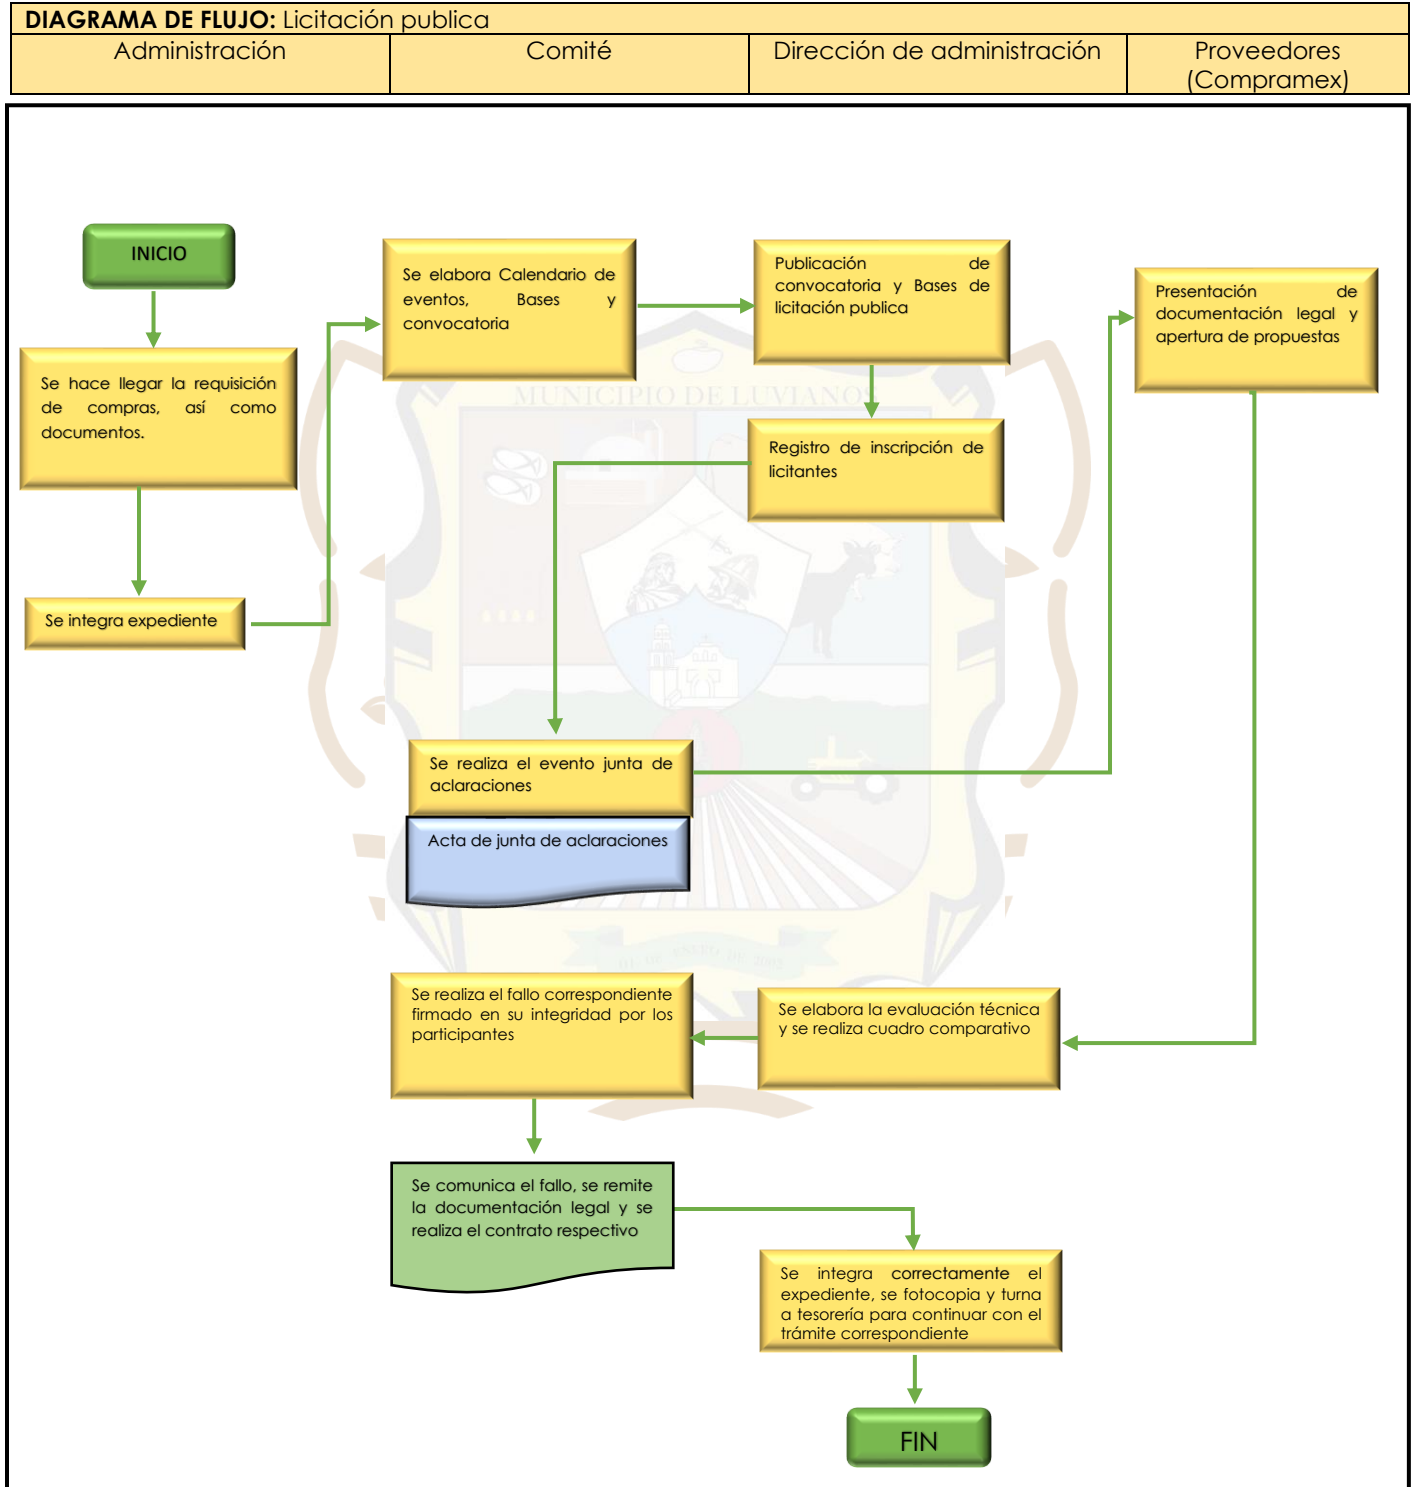 DIAGRAMA DE FLUJO: Licitación publica
Administración
Comité
Dirección de administración
Proveedores
(Compramex)
INICIO
Se hace llegar la requisición
de compras, así como
documentos.
Se integra expediente
Se elabora Calendario de
eventos, Bases y
convocatoria
Publicación de
convocatoria y Bases de
licitación publica
Registro de inscripción de
licitantes
MUNICIPIO DE LUVIANOS
Se realiza el evento junta de
aclaraciones
Acta de junta de aclaraciones
Presentación de
documentación legal y
apertura de propuestas
Se elabora la evaluación técnica
y se realiza cuadro comparativo
Se realiza el fallo correspondiente
firmado en su integridad por los
participantes
Se comunica el fallo, se remite
la documentación legal y se
realiza el contrato respectivo
Se integra correctamente el
expediente, se fotocopia y turna
a tesorería para continuar con el
trámite correspondiente
FIN